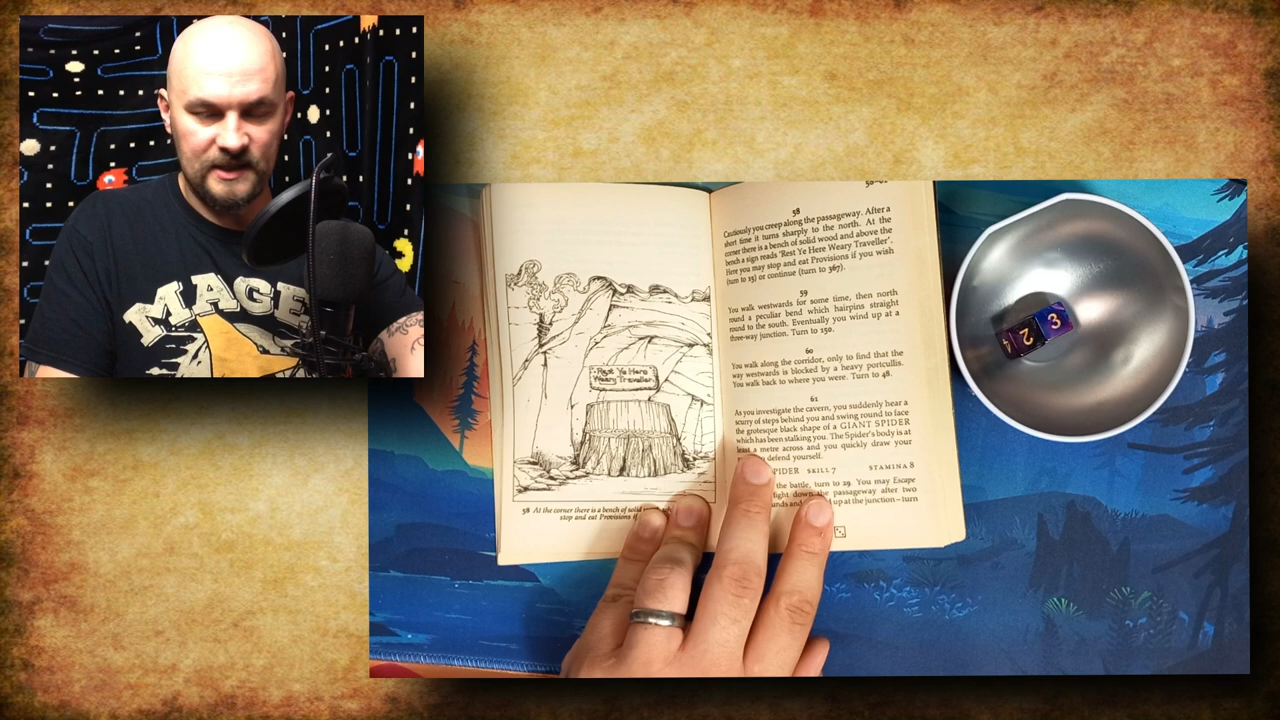 MAGE
Rest Ye Here
Weary Traveller
58 At the corner there is a bench of solid
stop and eat Provisions
58
Cautiously you creep along the passageway. After a
short time it turns sharply to the north. At the
corner there is a bench of solid wood and above the
bench a sign reads 'Rest Ye Here Weary Traveller'.
Here you may stop and eat Provisions if you wish
(turn to 15) or continue (turn to 367).
59
You walk westwards for some time, then north
round a peculiar bend which hairpins straight
round to the south. Eventually you wind up at a
three-way junction. Turn to 150.
60
You walk along the corridor, only to find that the
way westwards is blocked by a heavy portcullis.
You walk back to where you were. Turn to 48.
61
As you investigate the cavern, you suddenly hear a
scurry of steps behind you and swing round to face
the grotesque black shape of a GIANT SPIDER
which has been stalking you. The Spider's body is at
least a metre across and you quickly draw your
defend yourself.
SPIDER SKILL 7 STAMINA 8
the battle, turn to 29. You may Escape
down the passageway after two
up at the junction – turn
4
2
3